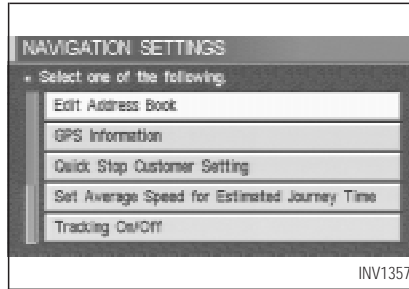 NAVIGATION SETTINGS
Select one of the following.
Edit Address Book
GPS Information
Quick Stop Customer Setting
Set Average Speed for Estimated Journey Time
Tracking On/Off
INV1357